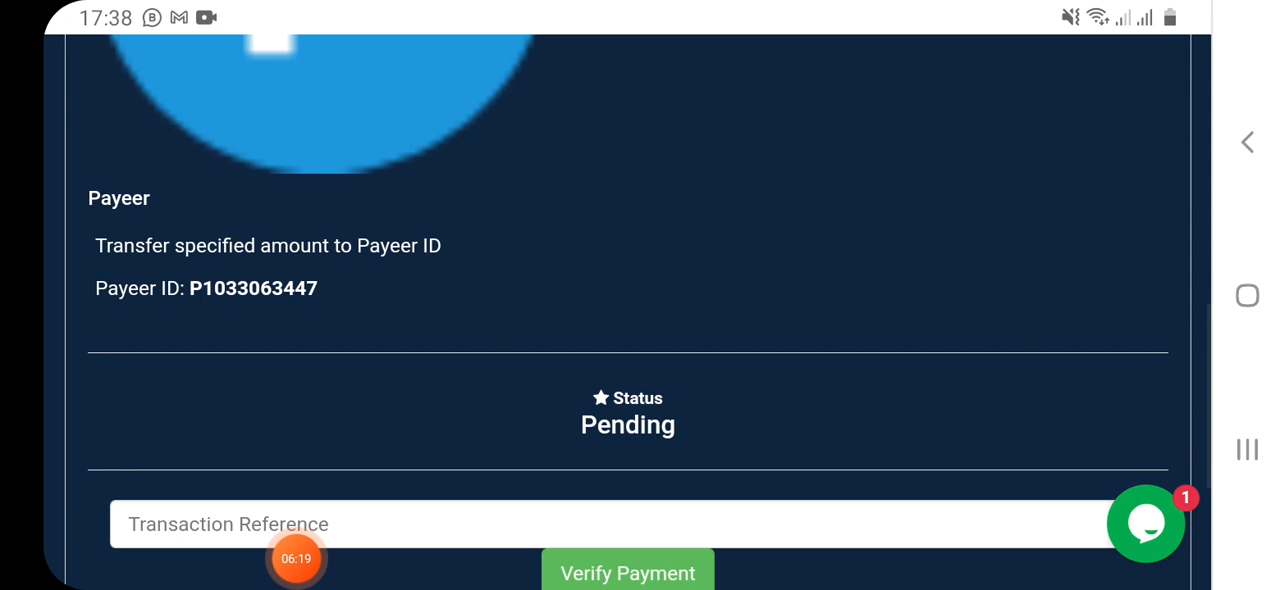 17:38
Payeer
Transfer specified amount to Payeer ID
Payeer ID: P1033063447
Status
Pending
Transaction Reference
1
06:19
Verify Payment